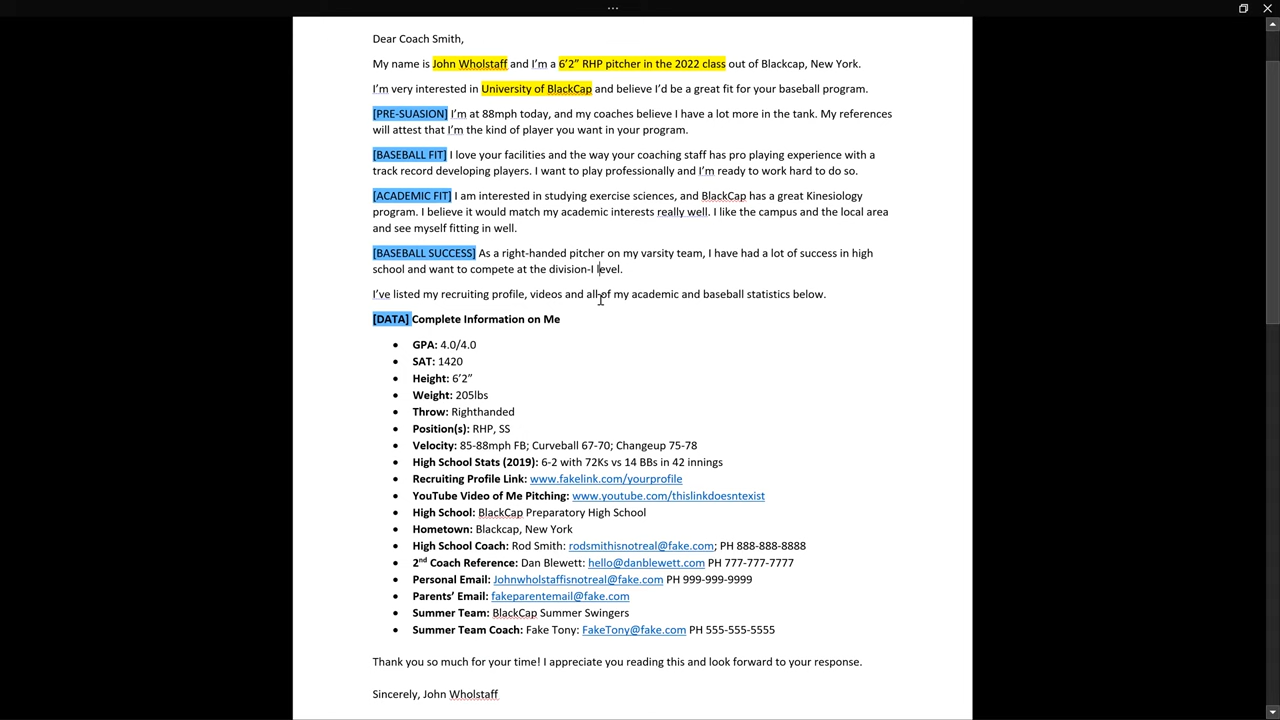 Dear Coach Smith,
My name is John Wholstaff and I'm a 6'2” RHP pitcher in the 2022 class out of Blackcap, New York.
I'm very interested in University of BlackCap and believe I'd be a great fit for your baseball program.
[PRE-SUASION] I'm at 88mph today, and my coaches believe I have a lot more in the tank. My references
will attest that I'm the kind of player you want in your program.
[BASEBALL FIT] I love your facilities and the way your coaching staff has pro playing experience with a
track record developing players. I want to play professionally and I'm ready to work hard to do so.
[ACADEMIC FIT] I am interested in studying exercise sciences, and BlackCap has a great Kinesiology
program. I believe it would match my academic interests really well. I like the campus and the local area
and see myself fitting in well.
[BASEBALL SUCCESS] As a right-handed pitcher on my varsity team, I have had a lot of success in high
school and want to compete at the division-I level.
I've listed my recruiting profile, videos and all of my academic and baseball statistics below.
[DATA] Complete Information on Me
• GPA: 4.0/4.0
• SAT: 1420
• Height: 6'2”
• Weight: 205lbs
• Throw: Righthanded
• Position(s): RHP, SS
• Velocity: 85-88mph FB; Curveball 67-70; Changeup 75-78
• High School Stats (2019): 6-2 with 72Ks vs 14 BBs in 42 innings
• Recruiting Profile Link: www.fakelink.com/yourprofile
• YouTube Video of Me Pitching: www.youtube.com/thislinkdoesntexist
• High School: BlackCap Preparatory High School
• Hometown: Blackcap, New York
• High School Coach: Rod Smith: rodsmithisnotreal@fake.com; PH 888-888-8888
• 2nd Coach Reference: Dan Blewett: hello@danblewett.com PH 777-777-7777
• Personal Email: Johnwholstaffisnotreal@fake.com PH 999-999-9999
• Parents' Email: fakeparentemail@fake.com
• Summer Team: BlackCap Summer Swingers
• Summer Team Coach: Fake Tony: FakeTony@fake.com PH 555-555-5555
Thank you so much for your time! I appreciate you reading this and look forward to your response.
Sincerely, John Wholstaff